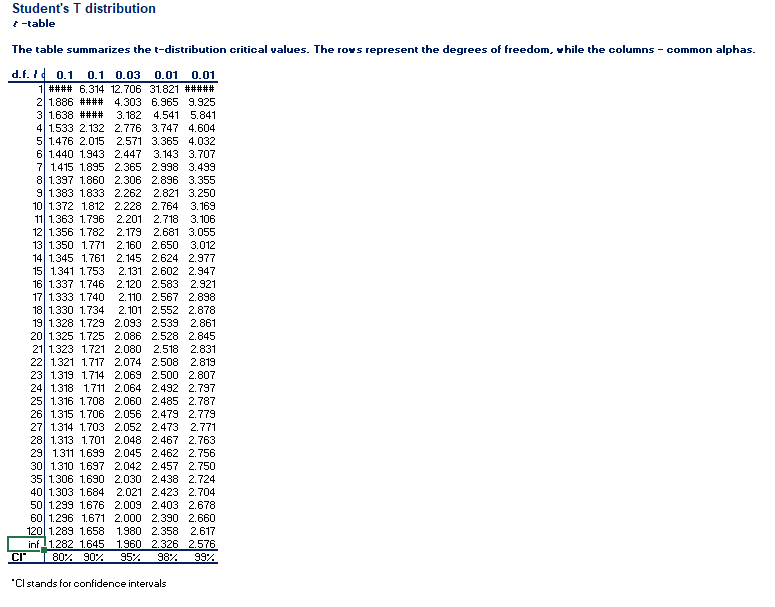 Student's T distribution
t -table
The table summarizes the t-distribution critical values. The rows represent the degrees of freedom, while the columns - common alphas.
d.f. / 0.1 0.1 0.03 0.01 0.01
1 #### 6.314 12.706 31.821 #####
2 1.886 #### 4.303 6.965 9.925
3 1.638 #### 3.182 4.541 5.841
4 1.533 2.132 2.776 3.747 4.604
5 1.476 2.015 2.571 3.365 4.032
6 1.440 1.943 2.447 3.143 3.707
7 1.415 1.895 2.365 2.998 3.499
8 1.397 1.860 2.306 2.896 3.355
9 1.383 1.833 2.262 2.821 3.250
10 1.372 1.812 2.228 2.764 3.169
11 1.363 1.796 2.201 2.718 3.106
12 1.356 1.782 2.179 2.681 3.055
13 1.350 1.771 2.160 2.650 3.012
14 1.345 1.761 2.145 2.624 2.977
15 1.341 1.753 2.131 2.602 2.947
16 1.337 1.746 2.120 2.583 2.921
17 1.333 1.740 2.110 2.567 2.898
18 1.330 1.734 2.101 2.552 2.878
19 1.328 1.729 2.093 2.539 2.861
20 1.325 1.725 2.086 2.528 2.845
21 1.323 1.721 2.080 2.518 2.831
22 1.321 1.717 2.074 2.508 2.819
23 1.319 1.714 2.069 2.500 2.807
24 1.318 1.711 2.064 2.492 2.797
25 1.316 1.708 2.060 2.485 2.787
26 1.315 1.706 2.056 2.479 2.779
27 1.314 1.703 2.052 2.473 2.771
28 1.313 1.701 2.048 2.467 2.763
29 1.311 1.699 2.045 2.462 2.756
30 1.310 1.697 2.042 2.457 2.750
35 1.306 1.690 2.030 2.438 2.724
40 1.303 1.684 2.021 2.423 2.704
50 1.299 1.676 2.009 2.403 2.678
60 1.296 1.671 2.000 2.390 2.660
120 1.289 1.658 1.980 2.358 2.617
inf 1.282 1.645 1.960 2.326 2.576
CI* 80% 90% 95% 98% 99%
*CI stands for confidence intervals